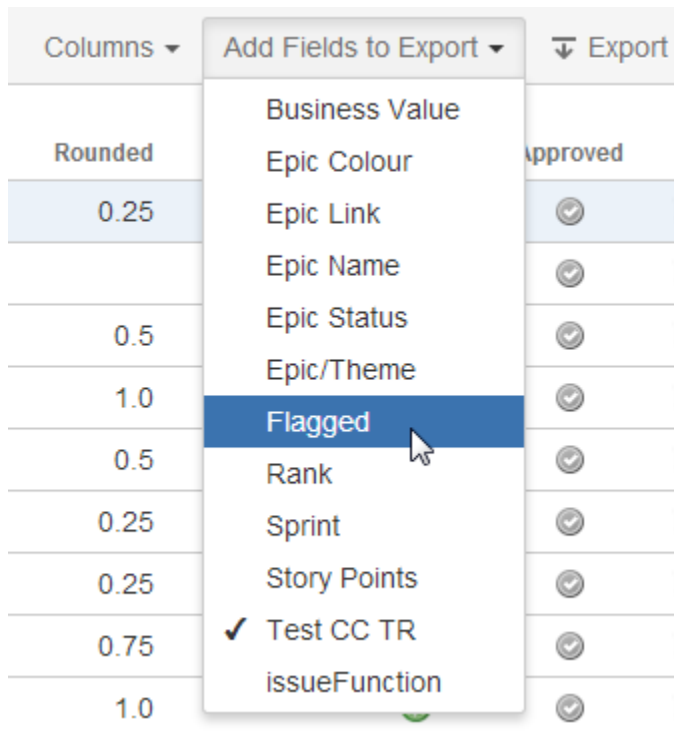 Columns Add Fields to Export Export
Rounded
Approved
Business Value
Epic Colour
Epic Link
Epic Name
Epic Status
Epic/Theme
Flagged
Rank
Sprint
Story Points
✓ Test CC TR
issueFunction
0.25
0.5
1.0
0.5
0.25
0.25
0.75
1.0